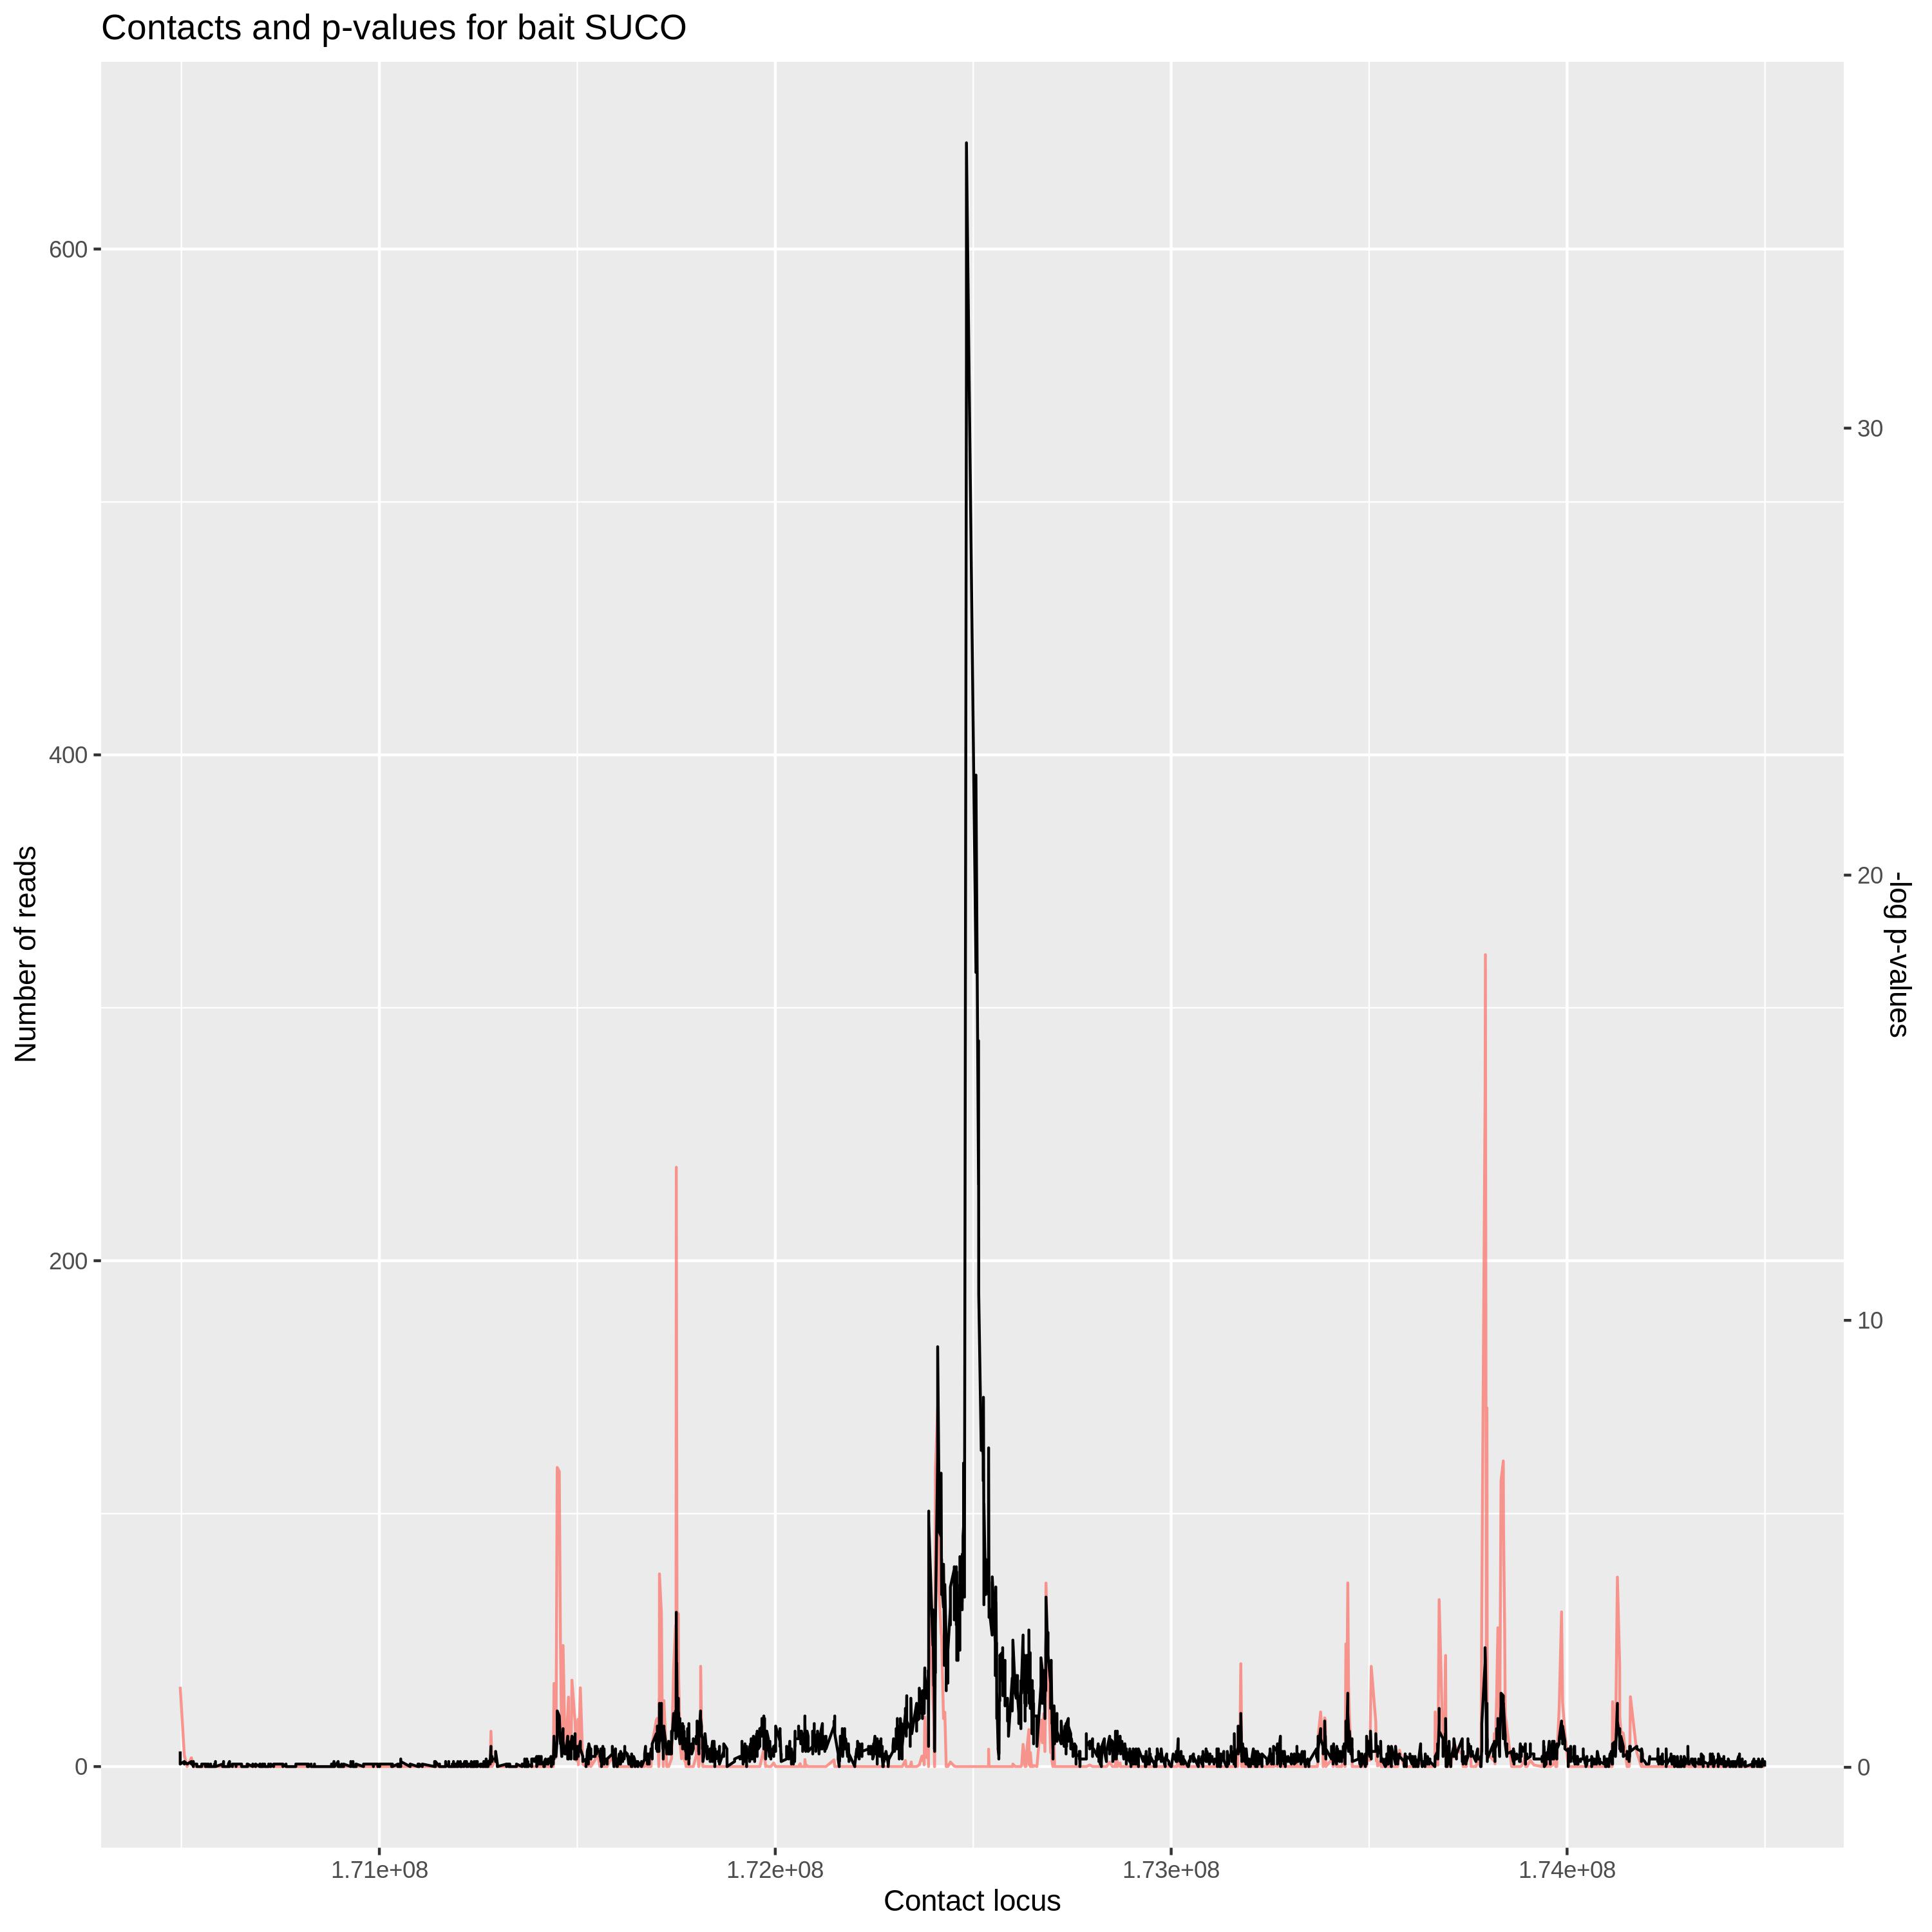 Contacts and p-values for bait SUCO
600
400
200
0
Number of reads
30
20
10
0
-log p-values
1.71e+08
1.72e+08
1.73e+08
1.74e+08
Contact locus